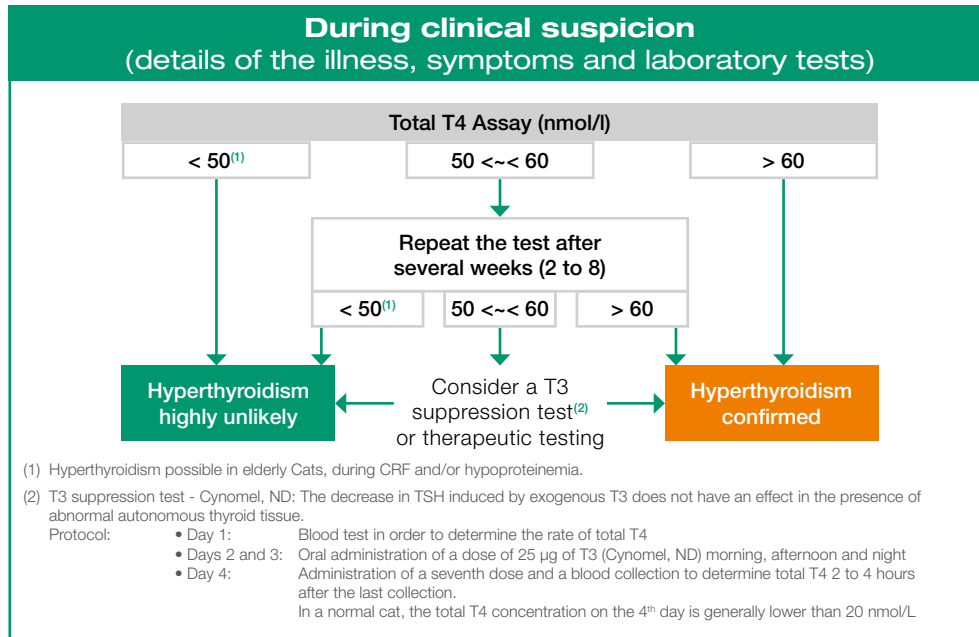 During clinical suspicion
(details of the illness, symptoms and laboratory tests)
Total T4 Assay (nmol/l)
< 50(1) 50 <~< 60 > 60
Repeat the test after
several weeks (2 to 8)
< 50(1) 50 <~< 60 > 60
Hyperthyroidism
highly unlikely
Consider a T3
suppression test(2)
or therapeutic testing
Hyperthyroidism
confirmed
(1) Hyperthyroidism possible in elderly Cats, during CRF and/or hypoproteinemia.
(2) T3 suppression test - Cynomel, ND: The decrease in TSH induced by exogenous T3 does not have an effect in the presence of
abnormal autonomous thyroid tissue.
Protocol: • Day 1: Blood test in order to determine the rate of total T4
• Days 2 and 3: Oral administration of a dose of 25 µg of T3 (Cynomel, ND) morning, afternoon and night
• Day 4: Administration of a seventh dose and a blood collection to determine total T4 2 to 4 hours
after the last collection.
In a normal cat, the total T4 concentration on the 4th day is generally lower than 20 nmol/L